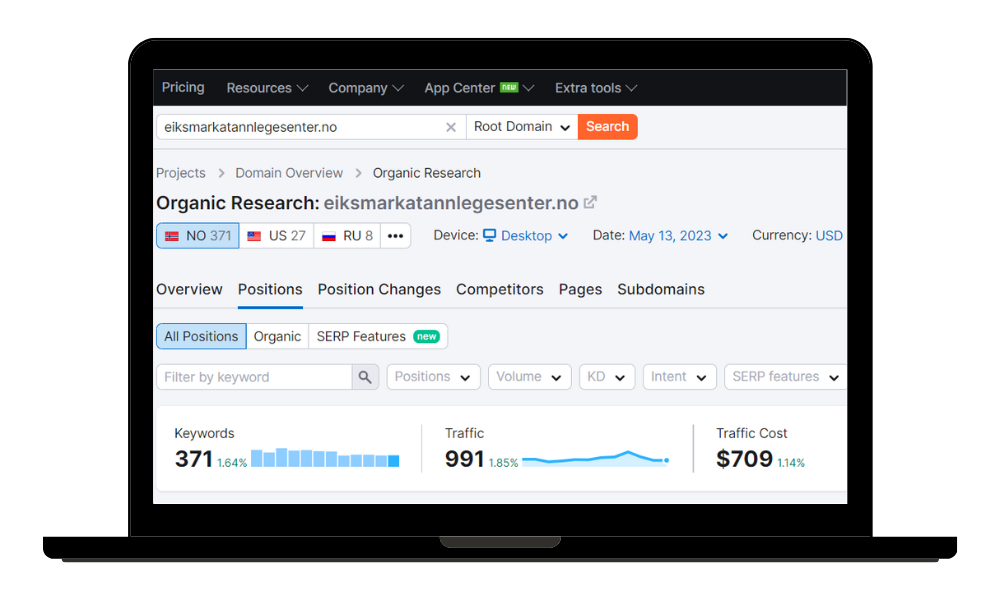 Pricing Resources Company App Center new Extra tools
eiksmarkatannlegesenter.no Root Domain Search
Projects Domain Overview Organic Research
Organic Research: eiksmarkatannlegesenter.no
NO 371 US 27 RU 8 ••• Device: Desktop Date: May 13, 2023 Currency: USD
Overview Positions Position Changes Competitors Pages Subdomains
All Positions Organic SERP Features new
Filter by keyword Positions Volume KD Intent SERP features
Keywords Traffic Traffic Cost
371 1.64% 991 1.85% $709 1.14%